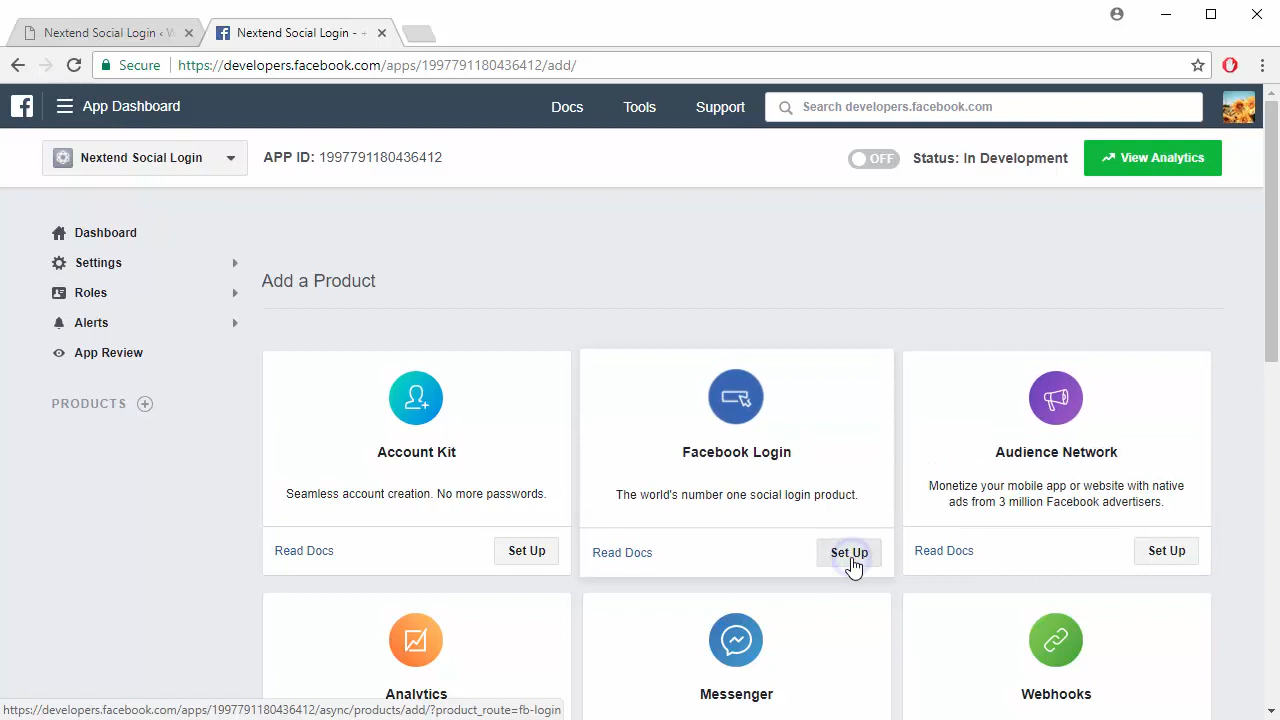 Nextend Social Login ‹ W
Nextend Social Login - +
Secure
https://developers.facebook.com/apps/1997791180436412/add/
App Dashboard
Docs
Tools
Support
Search developers.facebook.com
Nextend Social Login
APP ID: 1997791180436412
OFF
Status: In Development
View Analytics
Dashboard
Settings
Roles
Alerts
App Review
PRODUCTS
Add a Product
Account Kit
Seamless account creation. No more passwords.
Read Docs
Set Up
Facebook Login
The world's number one social login product.
Read Docs
Set Up
Audience Network
Monetize your mobile app or website with native
ads from 3 million Facebook advertisers.
Read Docs
Set Up
Analytics
Messenger
Webhooks
https://developers.facebook.com/apps/1997791180436412/async/products/add/?product_route=fb-login